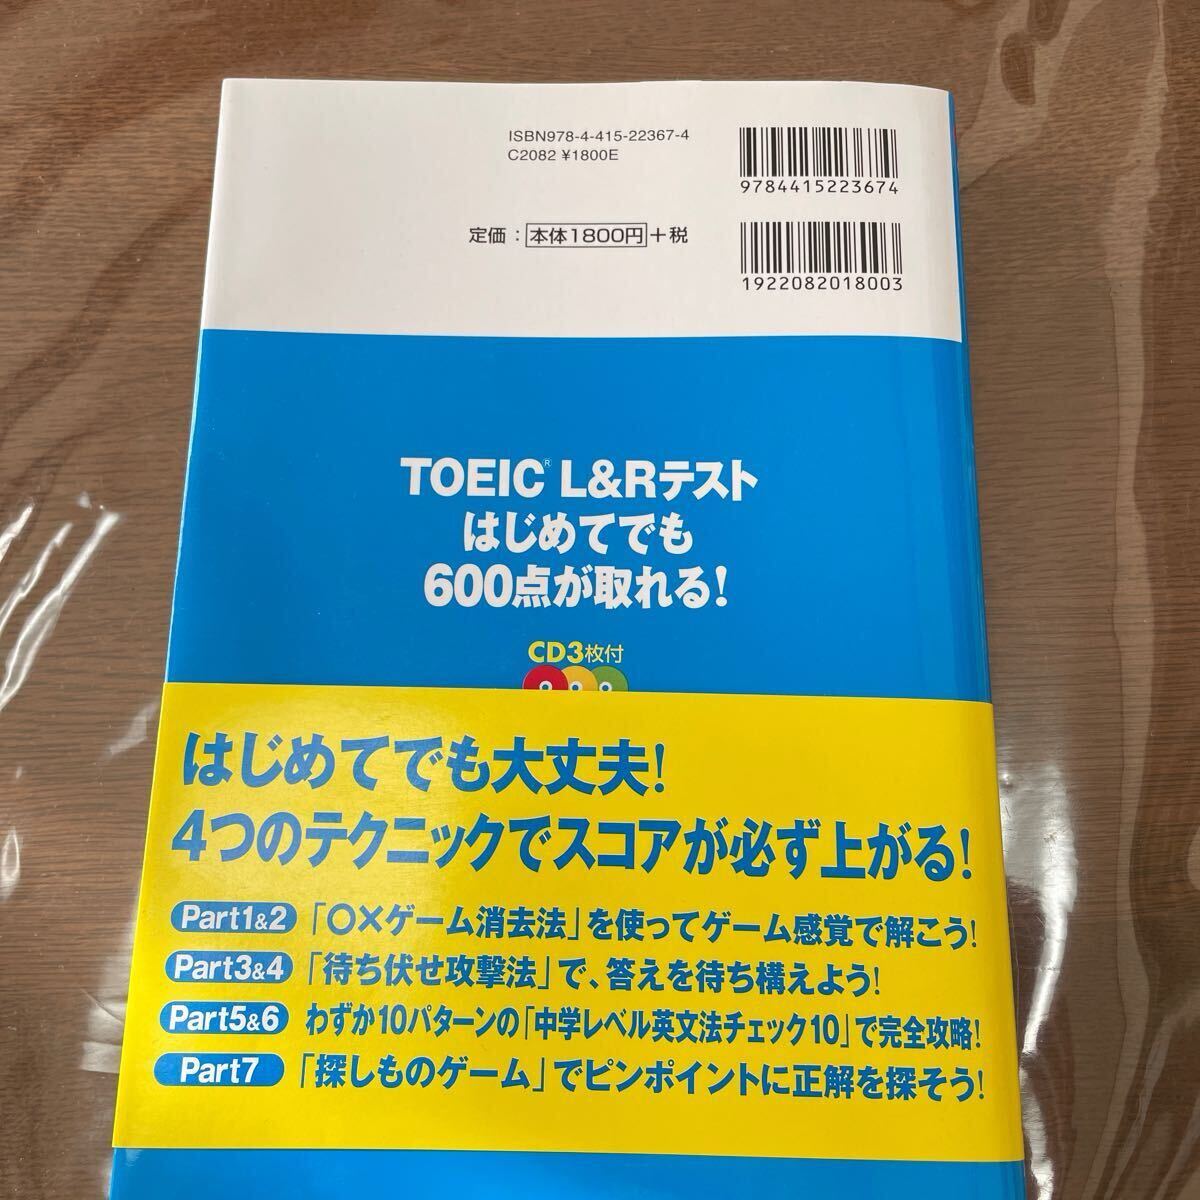 ISBN978-4-415-22367-4
C2082 ¥1800E
9784415223674
定価：本体1800円+税
1922082018003
TOEIC® L&Rテスト
はじめてでも
600点が取れる！
CD3枚付
はじめてでも大丈夫！
4つのテクニックでスコアが必ず上がる！
Part1&2 「○×ゲーム消去法」を使ってゲーム感覚で解こう！
Part3&4 「待ち伏せ攻撃法」で、答えを待ち構えよう！
Part5&6 わずか10パターンの「中学レベル英文法チェック10」で完全攻略！
Part7 「探しものゲーム」でピンポイントに正解を探そう！